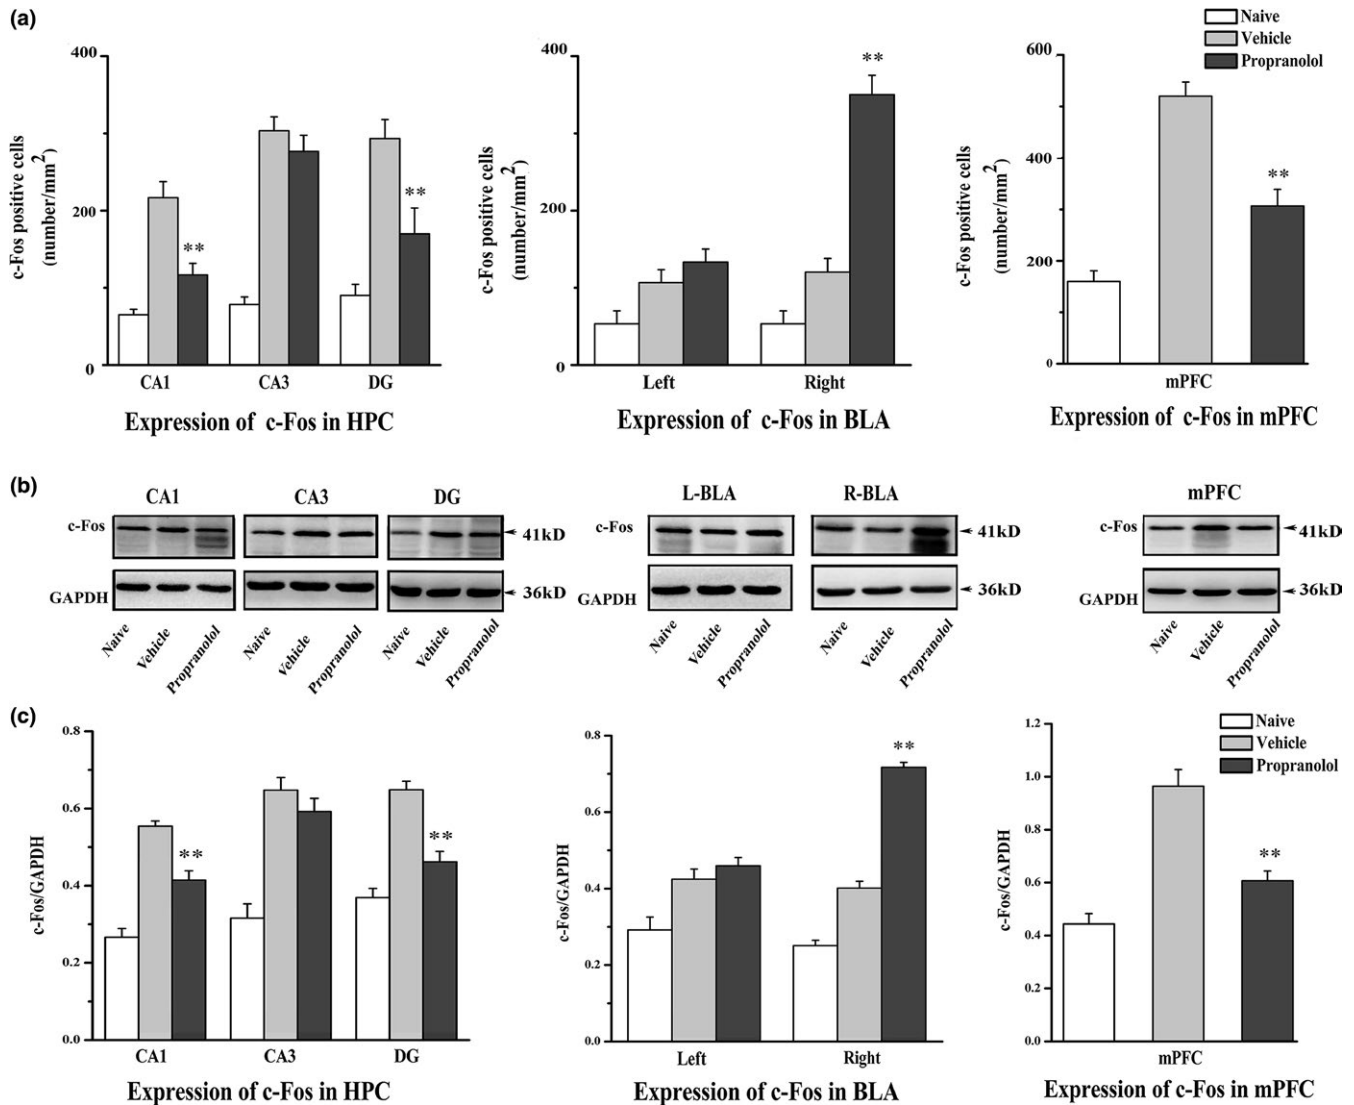 (a)
Naive
Vehicle
Propranolol
400
200
0
c-Fos positive cells
(number/mm2)
**
**
CA1
CA3
DG
Expression of c-Fos in HPC
400
200
0
c-Fos positive cells
(number/mm2)
**
Left
Right
Expression of c-Fos in BLA
600
400
200
0
c-Fos positive cells
(number/mm2)
**
mPFC
Expression of c-Fos in mPFC
(b)
CA1
CA3
DG
c-Fos
41kD
GAPDH
36kD
Naive
Vehicle
Propranolol
Naive
Vehicle
Propranolol
Naive
Vehicle
Propranolol
L-BLA
R-BLA
c-Fos
41kD
GAPDH
36kD
Naive
Vehicle
Propranolol
Naive
Vehicle
Propranolol
mPFC
c-Fos
41kD
GAPDH
36kD
Naive
Vehicle
Propranolol
(c)
Naive
Vehicle
Propranolol
0.8
0.6
0.4
0.2
0.0
c-Fos/GAPDH
**
**
CA1
CA3
DG
Expression of c-Fos in HPC
0.8
0.6
0.4
0.2
0.0
c-Fos/GAPDH
**
Left
Right
Expression of c-Fos in BLA
1.2
1.0
0.8
0.6
0.4
0.2
0.0
c-Fos/GAPDH
**
mPFC
Expression of c-Fos in mPFC